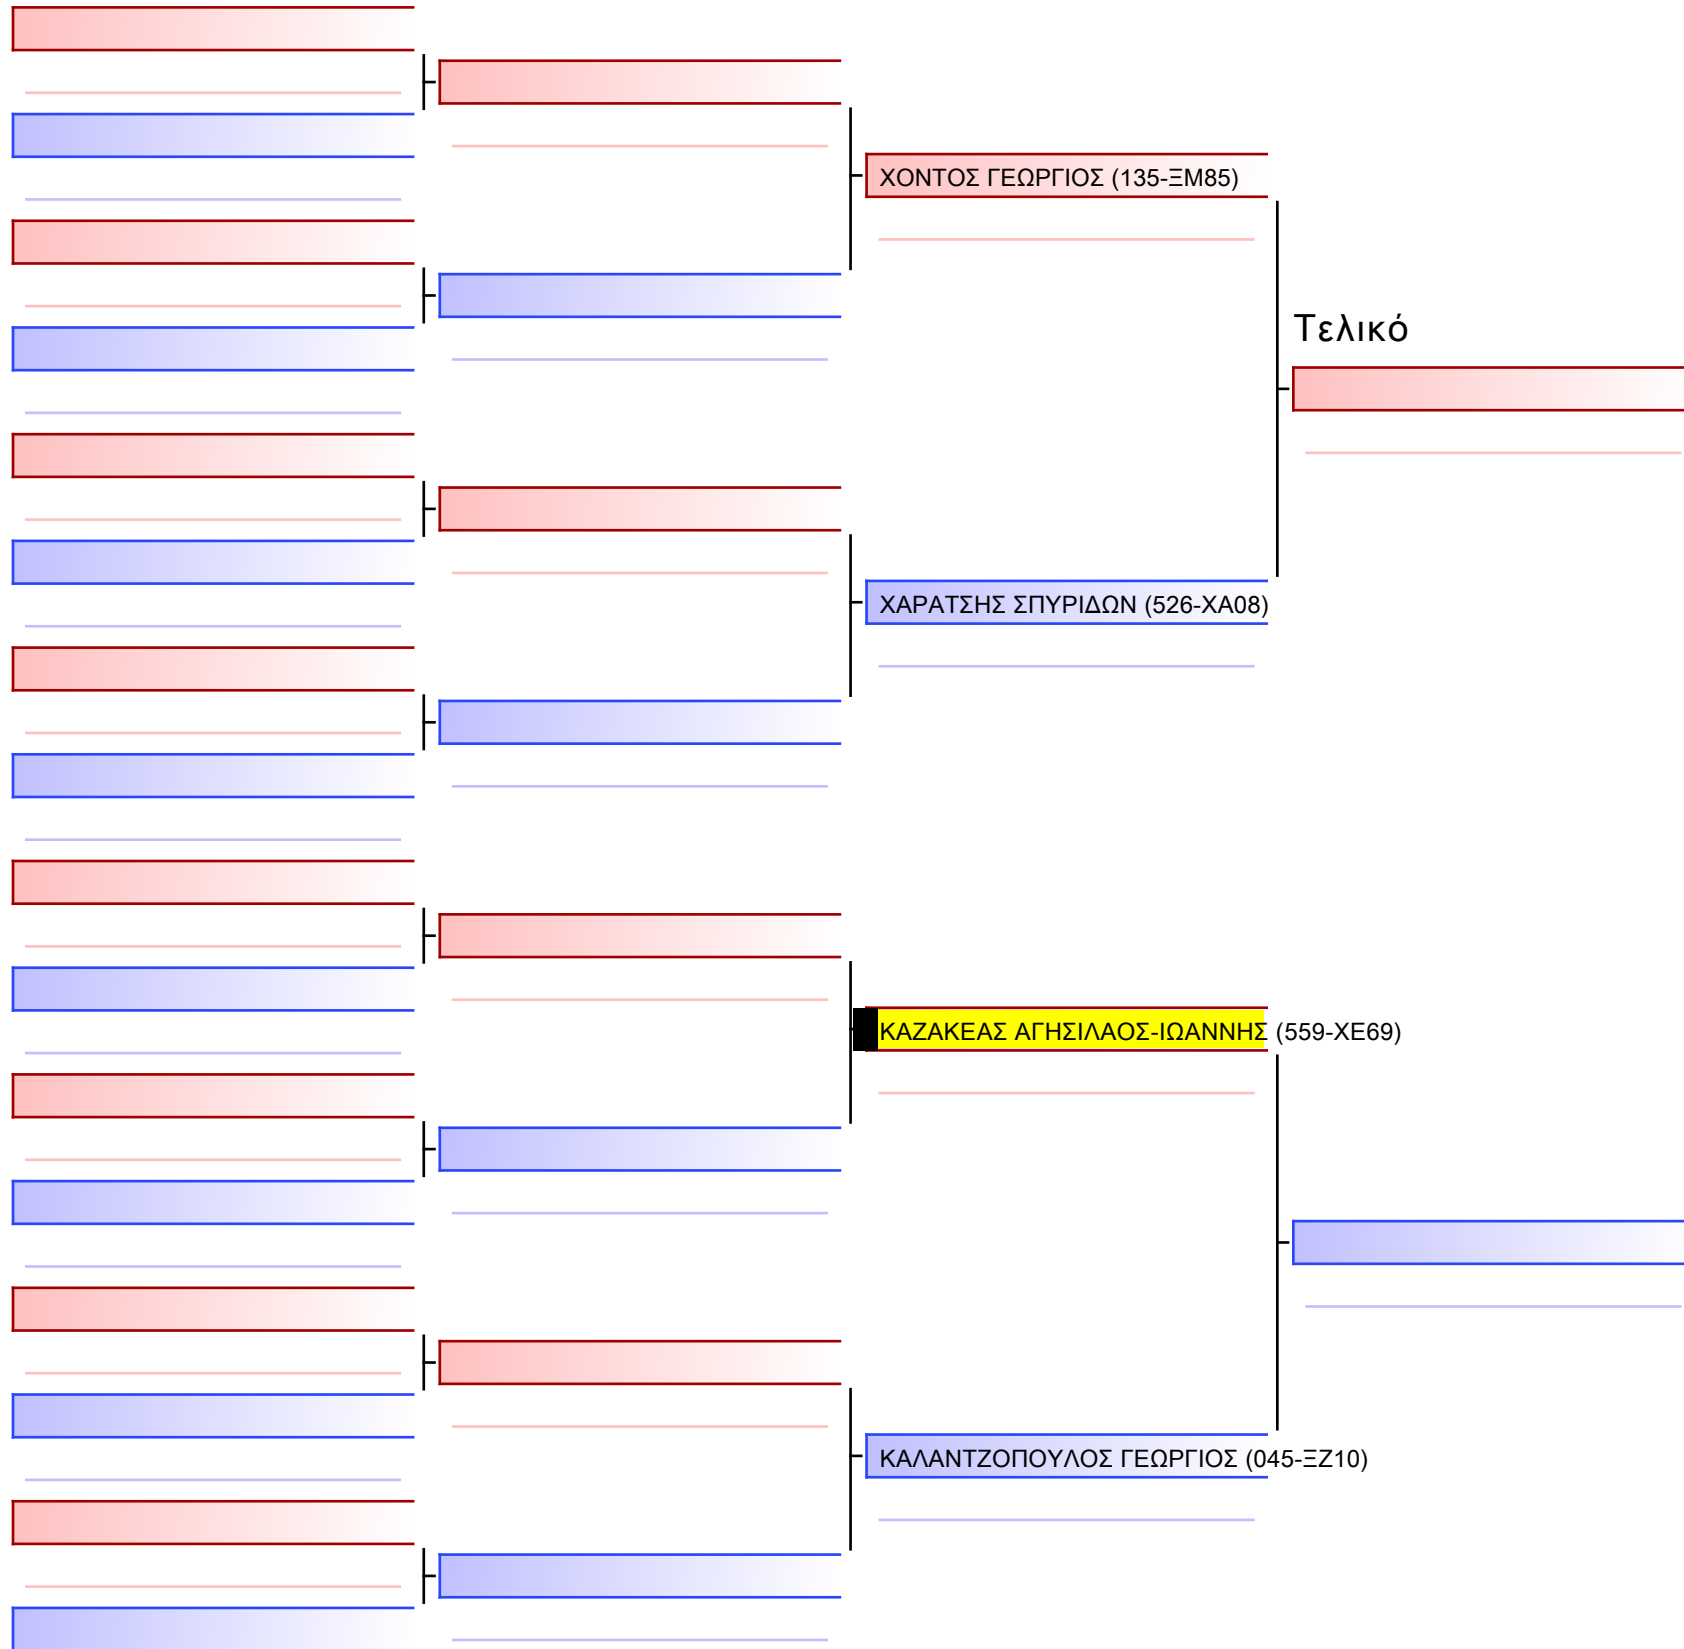 ΧΟΝΤΟΣ ΓΕΩΡΓΙΟΣ (135-ΞΜ85)
Τελικό
ΧΑΡΑΤΣΗΣ ΣΠΥΡΙΔΩΝ (526-ΧΑ08)
ΚΑΖΑΚΕΑΣ ΑΓΗΣΙΛΑΟΣ-ΙΩΑΝΝΗΣ (559-ΧΕ69)
ΚΑΛΑΝΤΖΟΠΟΥΛΟΣ ΓΕΩΡΓΙΟΣ (045-ΞΖ10)